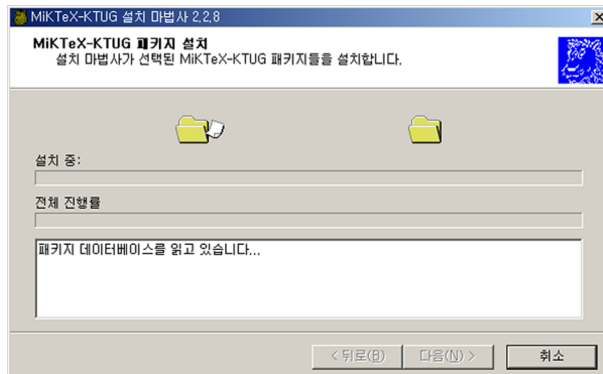 MiKTeX-KTUG 설치 마법사 2,2,8
MiKTeX-KTUG 패키지 설치
설치 마법사가 선택된 MiKTeX-KTUG 패키지들을 설치합니다.
설치 중:
전체 진행률
패키지 데이터베이스를 읽고 있습니다...
< 뒤로(B)
다음(N) >
취소